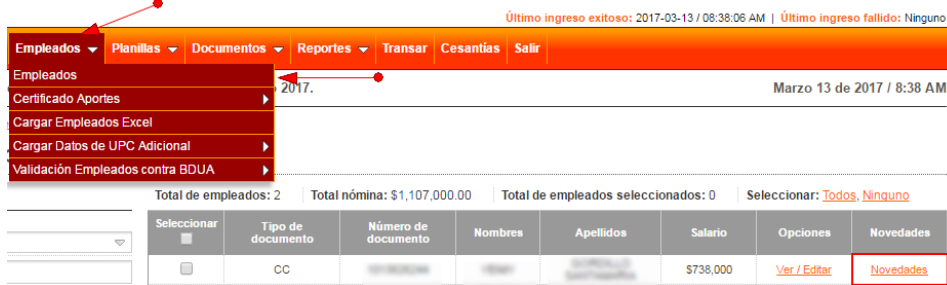 Último ingreso exitoso: 2017-03-13 / 08:38:06 AM | Último ingreso fallido: Ninguno
Empleados Planillas Documentos Reportes Transar Cesantías Salir
Empleados
2017. Marzo 13 de 2017 / 8:38 AM
Certificado Aportes
Cargar Empleados Excel
Cargar Datos de UPC Adicional
Validación Empleados contra BDUA
Total de empleados: 2 Total nómina: $1,107,000.00 Total de empleados seleccionados: 0 Seleccionar: Todos, Ninguno
Seleccionar Tipo de documento Número de documento Nombres Apellidos Salario Opciones Novedades
CC $738,000 Ver / Editar Novedades